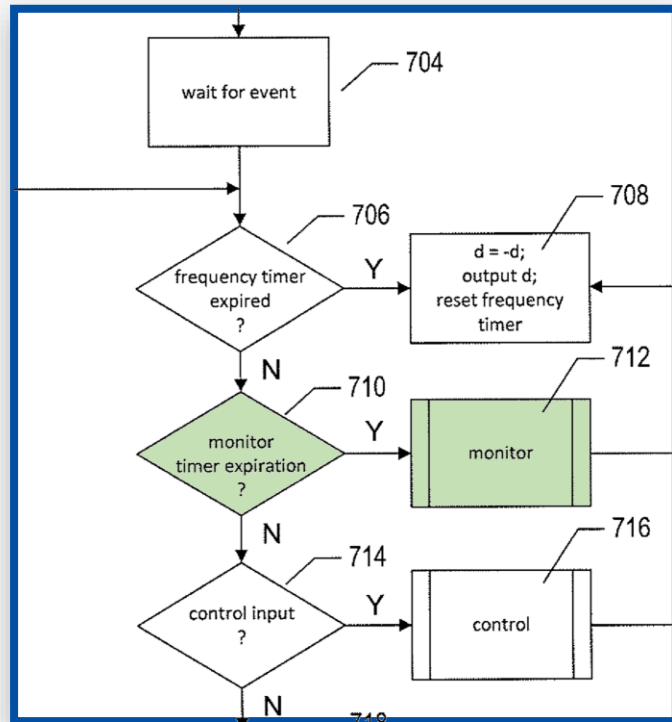 704
wait for event
706
708
frequency timer
expired
?
Y
d = -d;
output d;
reset frequency
timer
N
710
712
monitor
timer expiration
?
Y
monitor
N
714
716
control input
?
Y
control
N